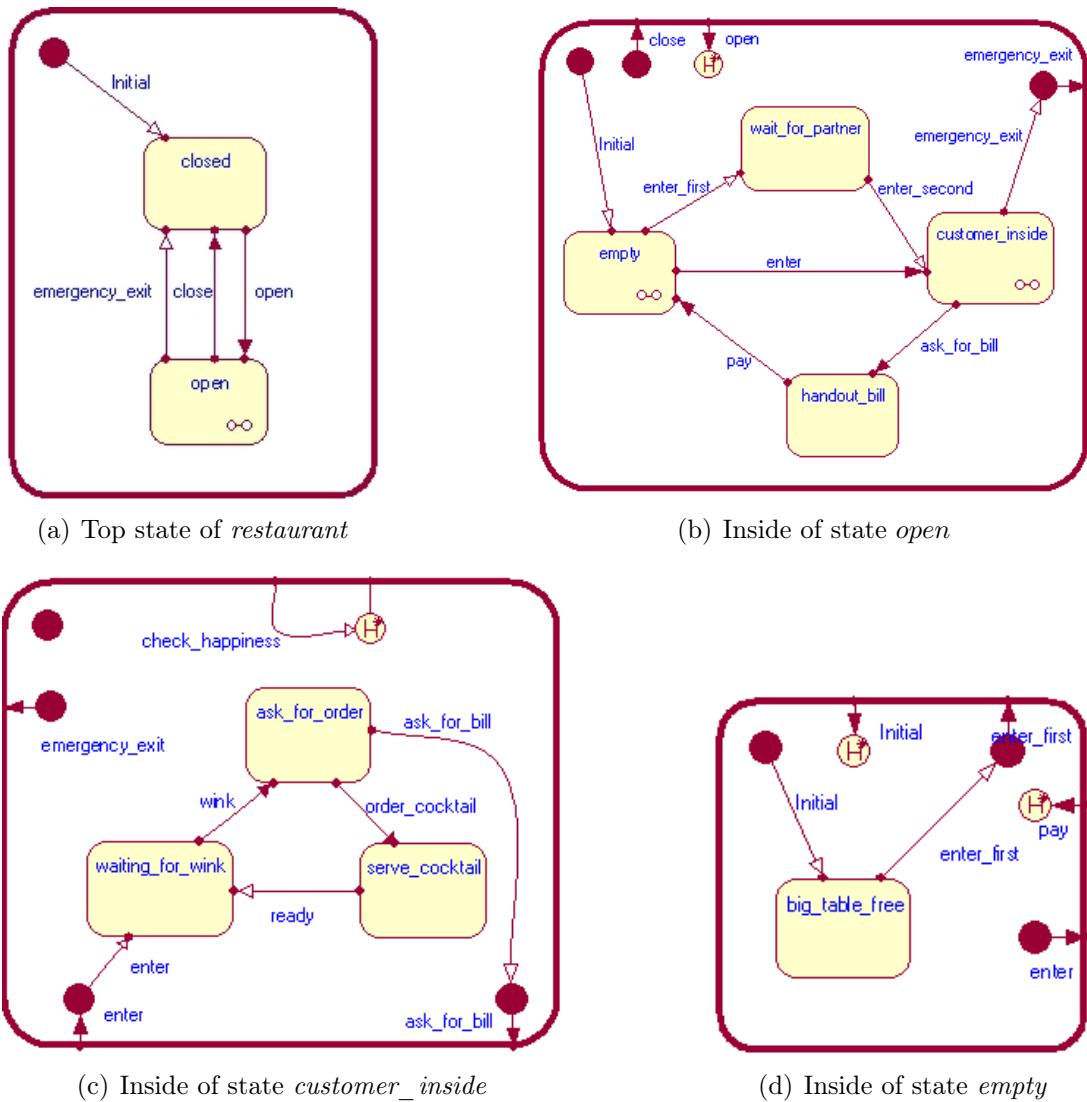 Initial
closed
emergency_exit
close
open
open
(a) Top state of restaurant
close
open
emergency_exit
Initial
wait_for_partner
emergency_exit
enter_first
enter_second
empty
customer_inside
enter
pay
ask_for_bill
handout_bill
(b) Inside of state open
H*
check_happiness
H*
emergency_exit
ask_for_order
ask_for_bill
wink
order_cocktail
waiting_for_wink
serve_cocktail
ready
enter
enter
ask_for_bill
(c) Inside of state customer_inside
Initial
enter_first
H*
Initial
H*
pay
enter_first
big_table_free
enter
(d) Inside of state empty